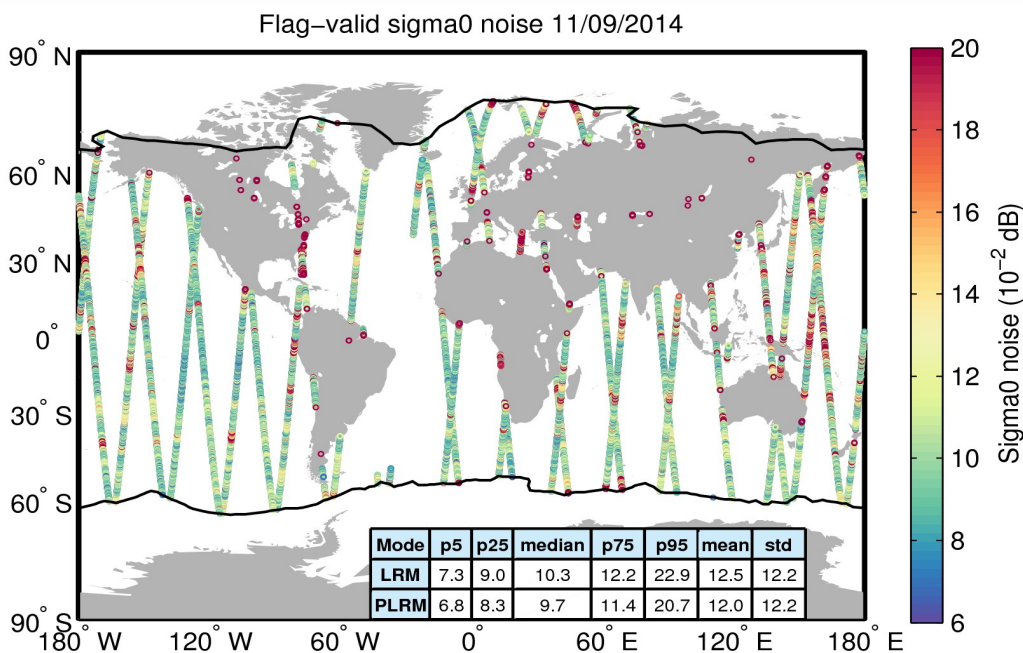 Flag−valid sigma0 noise 11/09/2014
90° N
60° N
30° N
0°
30° S
60° S
90° S
180° W
120° W
60° W
0°
60° E
120° E
180° E
20
18
16
14
12
10
8
6
Sigma0 noise (10⁻² dB)
Mode p5 p25 median p75 p95 mean std
LRM 7.3 9.0 10.3 12.2 22.9 12.5 12.2
PLRM 6.8 8.3 9.7 11.4 20.7 12.0 12.2